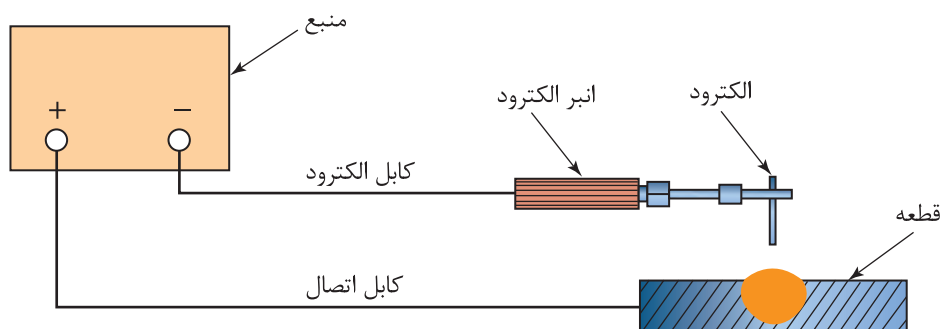 منبع
+ −
انبر الکترود
الکترود
کابل الکترود
قطعه
کابل اتصال